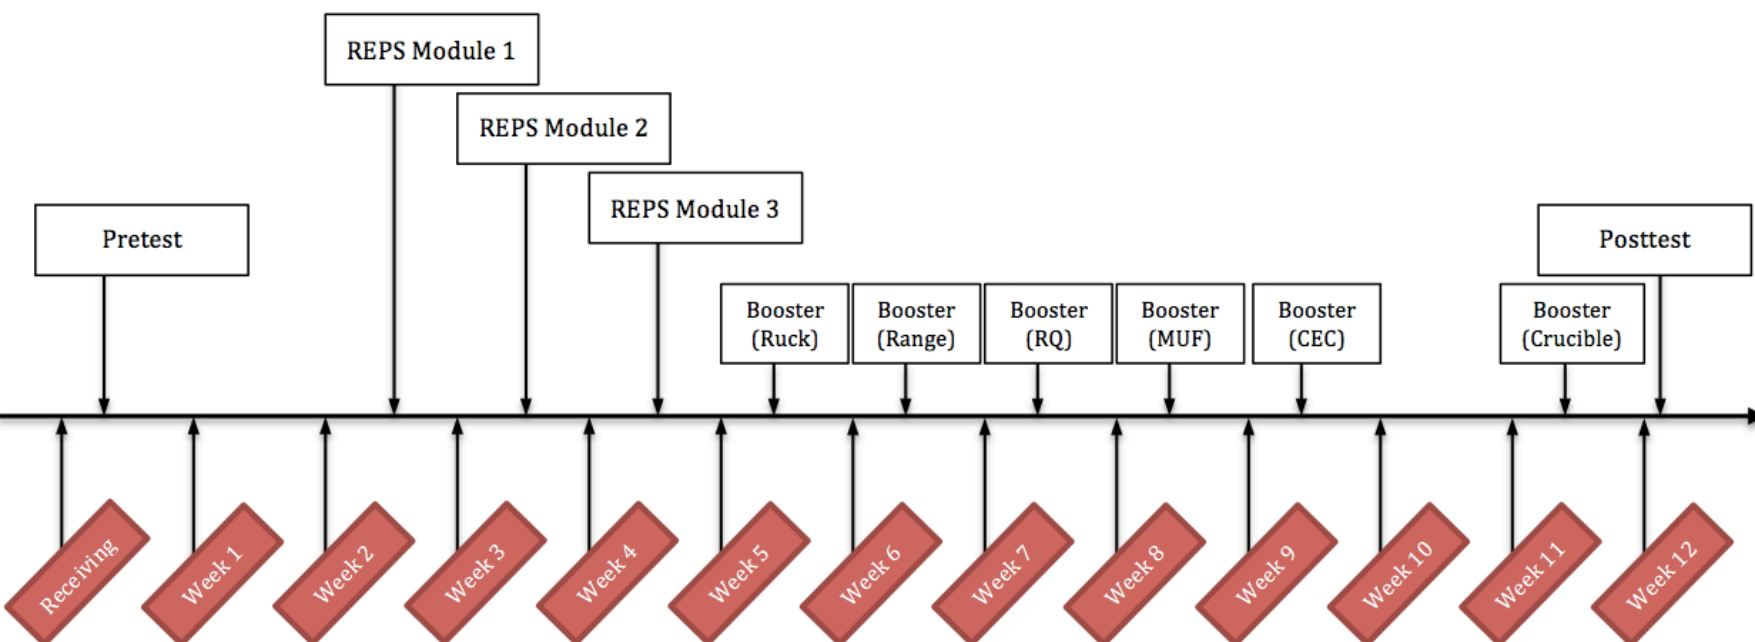 REPS Module 1
REPS Module 2
REPS Module 3
Pretest
Posttest
Booster
(Ruck)
Booster
(Range)
Booster
(RQ)
Booster
(MUF)
Booster
(CEC)
Booster
(Crucible)
Receiving
Week 1
Week 2
Week 3
Week 4
Week 5
Week 6
Week 7
Week 8
Week 9
Week 10
Week 11
Week 12